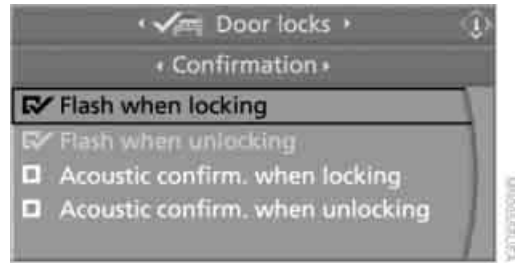 Door locks
Confirmation
Flash when locking
Flash when unlocking
Acoustic confirm. when locking
Acoustic confirm. when unlocking